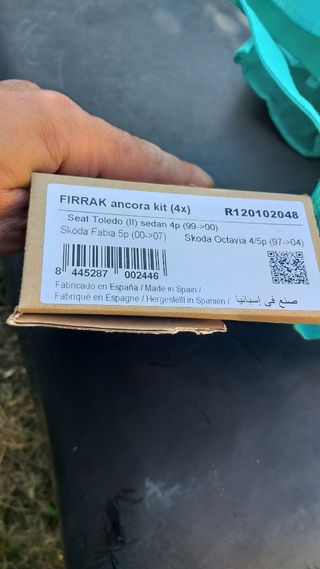 FIRRAK ancora kit (4x) R120102048
Seat Toledo (II) sedan 4p (99->00)
Skoda Fabia 5p (00->07) Skoda Octavia 4/5p (97->04)
8 445287 002446
Fabricado en España / Made in Spain /
Fabriqué en Espagne / Hergestellt in Spanien / صنع في إسبانيا